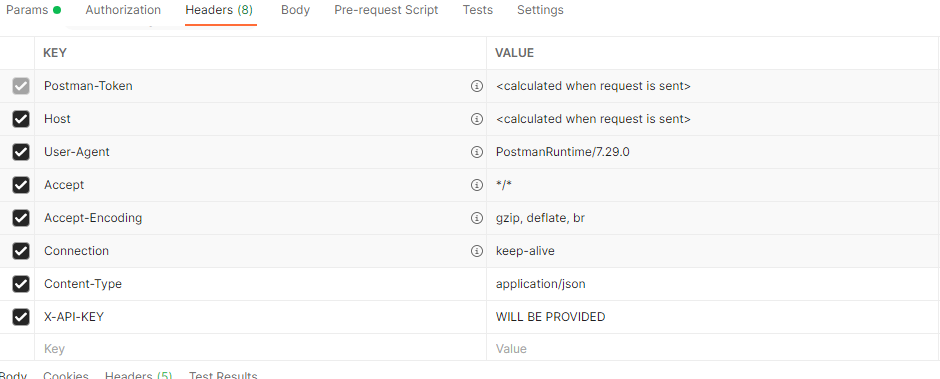 Params Authorization Headers (8) Body Pre-request Script Tests Settings
KEY VALUE
Postman-Token <calculated when request is sent>
Host <calculated when request is sent>
User-Agent PostmanRuntime/7.29.0
Accept */*
Accept-Encoding gzip, deflate, br
Connection keep-alive
Content-Type application/json
X-API-KEY WILL BE PROVIDED
Key Value
Body Cookies Headers (5) Test Results